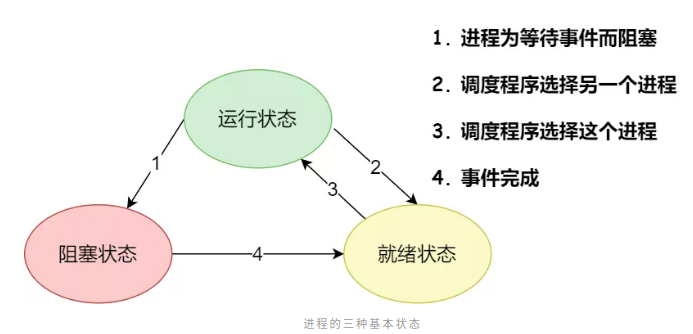 1. 进程为等待事件而阻塞
2. 调度程序选择另一个进程
3. 调度程序选择这个进程
4. 事件完成
运行状态
1
2
3
阻塞状态
4
就绪状态
进程的三种基本状态